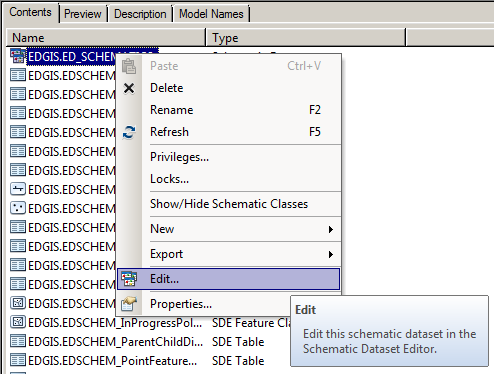 Contents Preview Description Model Names
Name Type
EDGIS.ED_SCHEM
EDGIS.EDSCHEM
Paste Ctrl+V
EDGIS.EDSCHEM
Delete
EDGIS.EDSCHEM
Rename F2
EDGIS.EDSCHEM
Refresh F5
EDGIS.EDSCHEM
Privileges...
EDGIS.EDSCHEM
Locks...
EDGIS.EDSCHEM
Show/Hide Schematic Classes
EDGIS.EDSCHEM
New
EDGIS.EDSCHEM
Export
EDGIS.EDSCHEM
EDGIS.EDSCHEM
Edit...
EDGIS.EDSCHEM
Properties...
EDGIS.EDSCHEM
EDGIS.EDSCHEM_InProgressPol... SDE Feature Cla
EDGIS.EDSCHEM_ParentChildDi... SDE Table
EDGIS.EDSCHEM_PointFeature... SDE Table
Edit
Edit this schematic dataset in the
Schematic Dataset Editor.